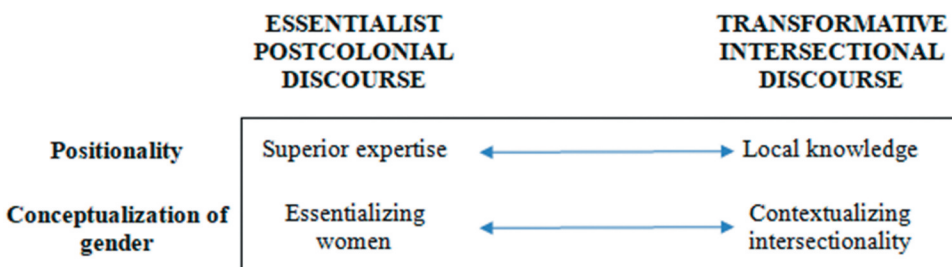 ESSENTIALIST
POSTCOLONIAL
DISCOURSE
TRANSFORMATIVE
INTERSECTIONAL
DISCOURSE
Positionality
Superior expertise
Local knowledge
Conceptualization of
gender
Essentializing
women
Contextualizing
intersectionality